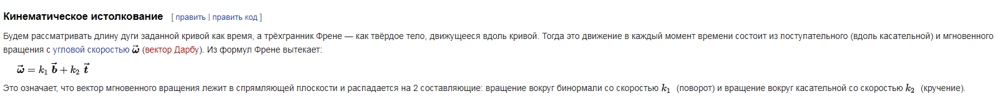 Кинематическое истолкование [ править | править код ]
Будем рассматривать длину дуги заданной кривой как время, а трёхгранник Френе — как твёрдое тело, движущееся вдоль кривой. Тогда это движение в каждый момент времени состоит из поступательного (вдоль касательной) и мгновенного
вращения с угловой скоростью $\vec{\omega}$ (вектор Дарбу). Из формул Френе вытекает:
$\vec{\omega} = k_1 \vec{b} + k_2 \vec{t}$
Это означает, что вектор мгновенного вращения лежит в спрямляющей плоскости и распадается на 2 составляющие: вращение вокруг бинормали со скоростью $k_1$ (поворот) и вращение вокруг касательной со скоростью $k_2$ (кручение).